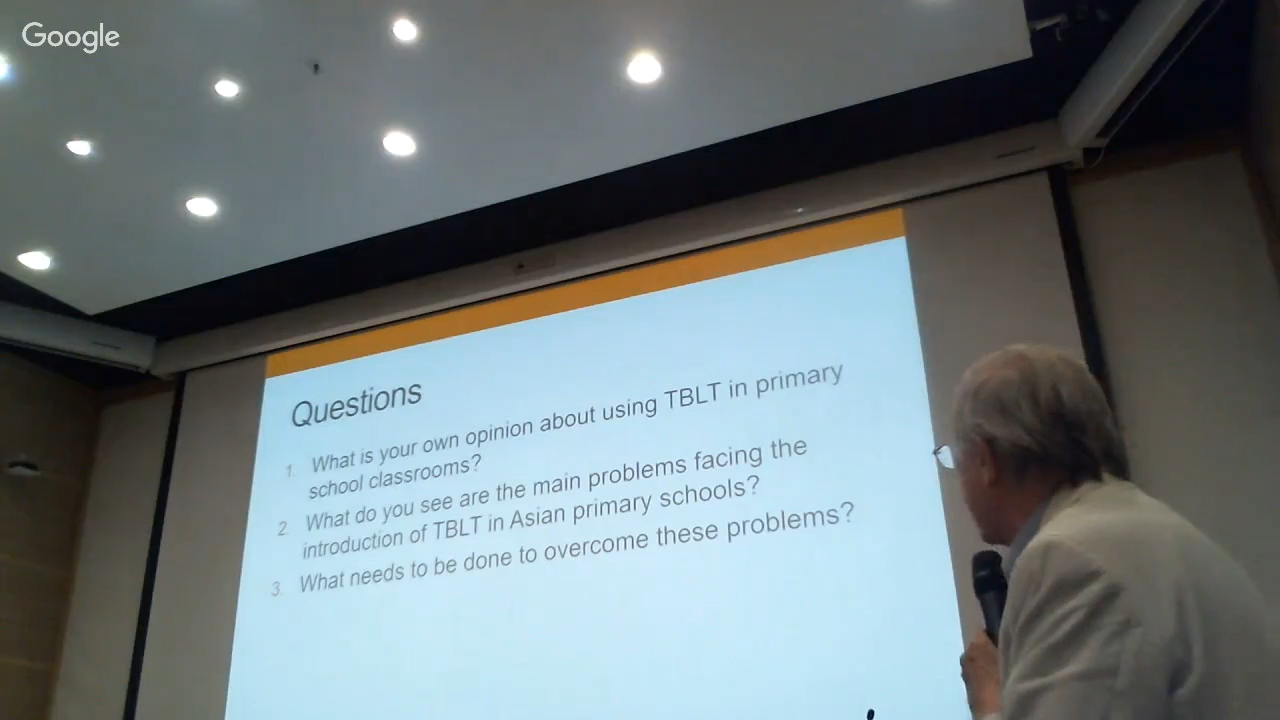 Google
Questions
1. What is your own opinion about using TBLT in primary
school classrooms?
2. What do you see are the main problems facing the
introduction of TBLT in Asian primary schools?
3. What needs to be done to overcome these problems?